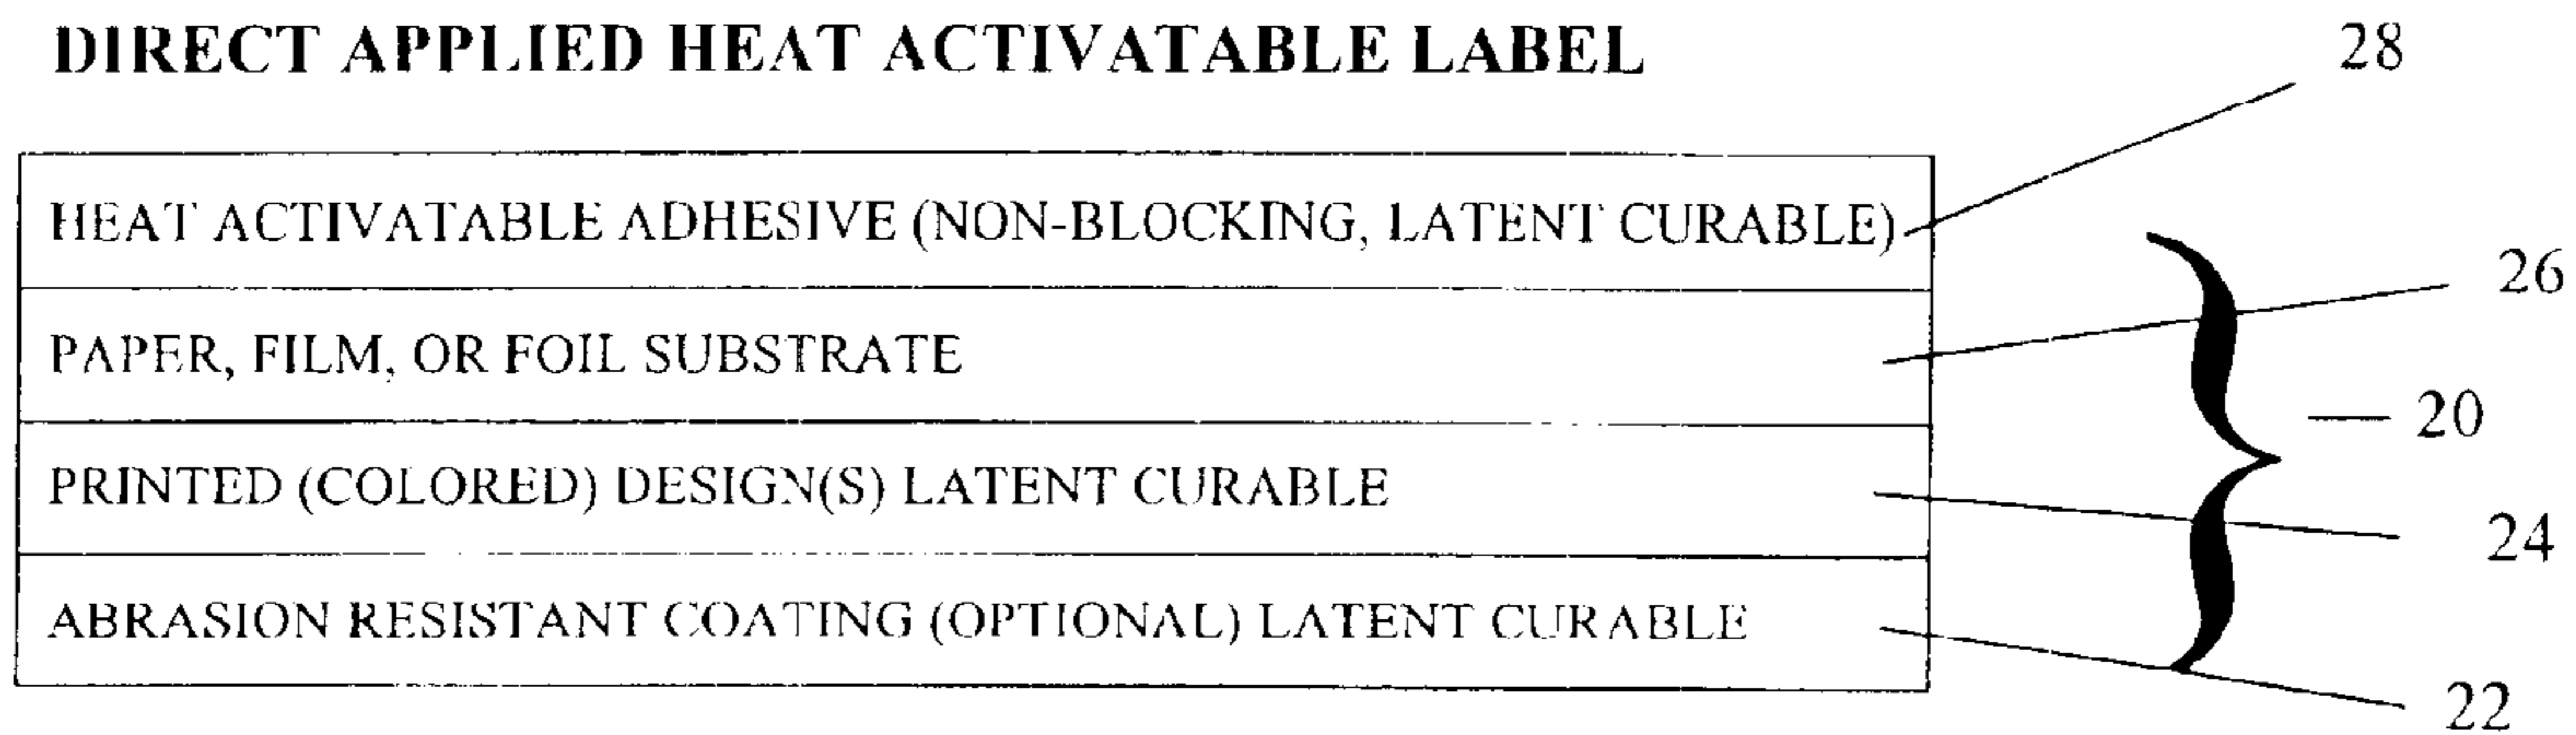 DIRECT APPLIED HEAT ACTIVATABLE LABEL
28
HEAT ACTIVATABLE ADHESIVE (NON-BLOCKING, LATENT CURABLE)
26
PAPER, FILM, OR FOIL SUBSTRATE
20
PRINTED (COLORED) DESIGN(S) LATENT CURABLE
24
ABRASION RESISTANT COATING (OPTIONAL) LATENT CURABLE
22